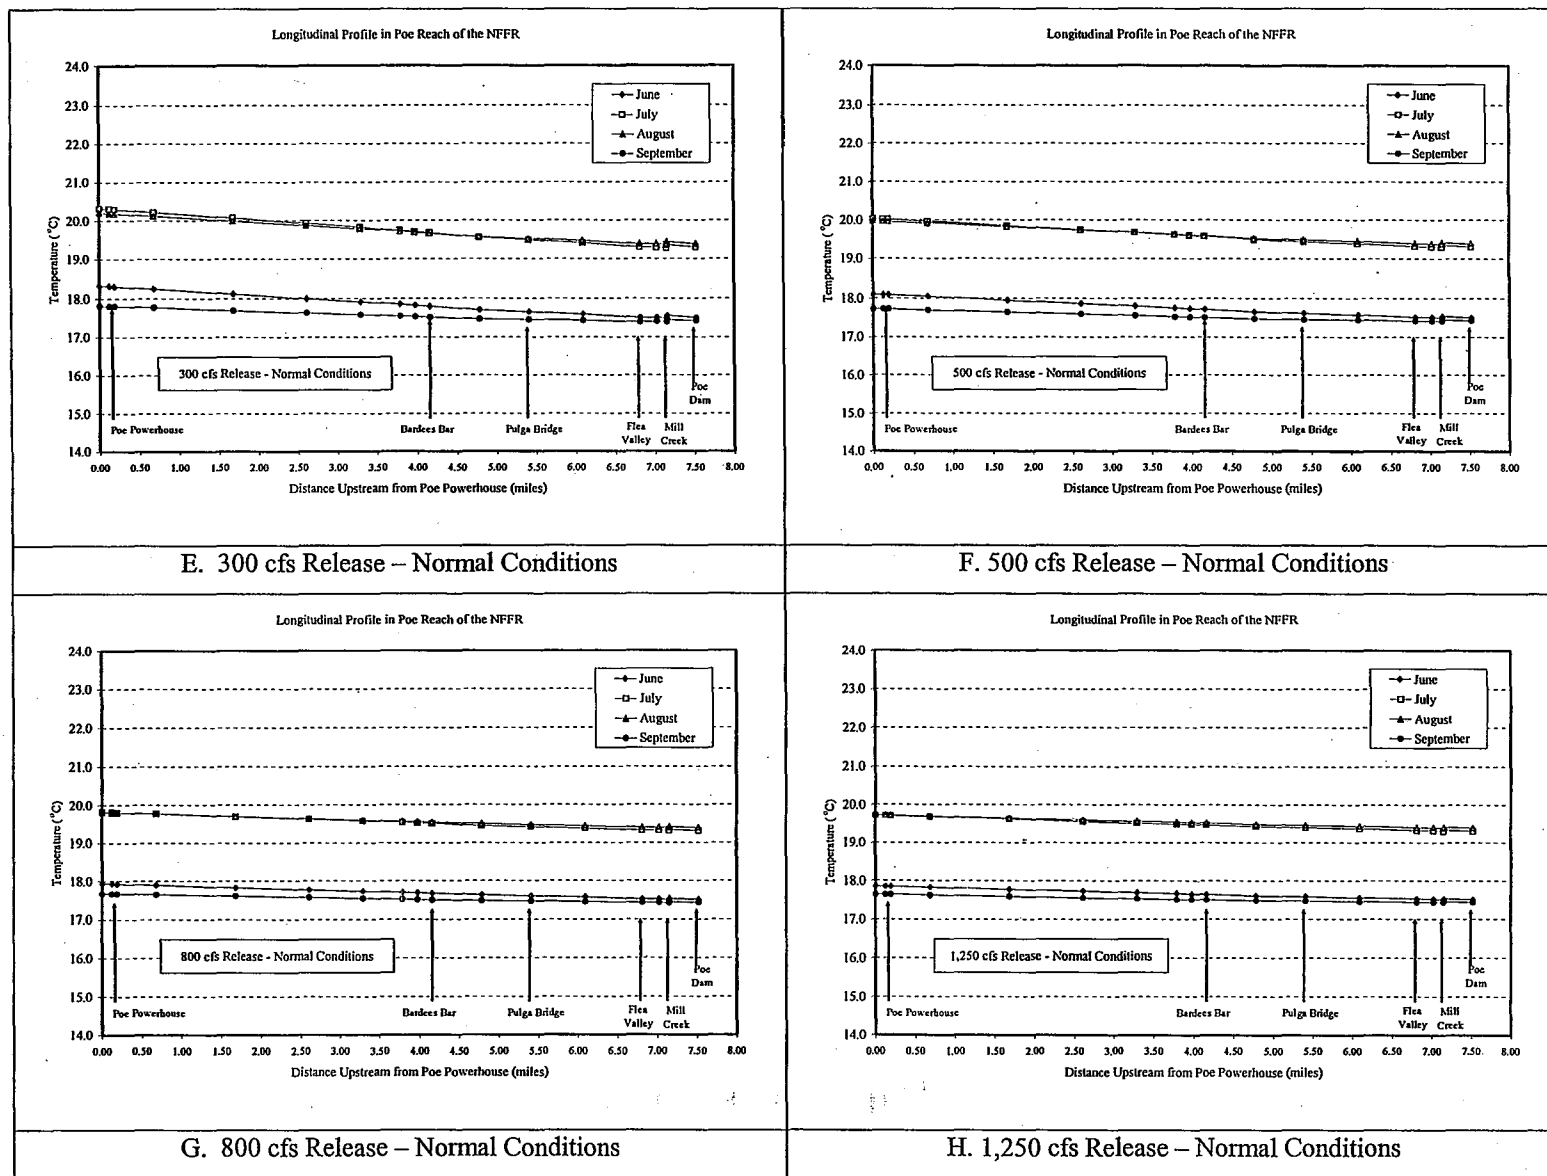 Longitudinal Profile in Poe Reach of the NFFR
24.0
23.0
22.0
21.0
20.0
19.0
18.0
17.0
16.0
15.0
14.0
Temperature (°C)
June
July
August
September
300 cfs Release - Normal Conditions
Poe Powerhouse
Bardees Bar
Pulga Bridge
Flea Valley
Mill Creek
Poe Dam
0.00 0.50 1.00 1.50 2.00 2.50 3.00 3.50 4.00 4.50 5.00 5.50 6.00 6.50 7.00 7.50 8.00
Distance Upstream from Poe Powerhouse (miles)
E. 300 cfs Release – Normal Conditions
Longitudinal Profile in Poe Reach of the NFFR
24.0
23.0
22.0
21.0
20.0
19.0
18.0
17.0
16.0
15.0
14.0
Temperature (°C)
June
July
August
September
500 cfs Release - Normal Conditions
Poe Powerhouse
Bardees Bar
Pulga Bridge
Flea Valley
Mill Creek
Poe Dam
0.00 0.50 1.00 1.50 2.00 2.50 3.00 3.50 4.00 4.50 5.00 5.50 6.00 6.50 7.00 7.50 8.00
Distance Upstream from Poe Powerhouse (miles)
F. 500 cfs Release – Normal Conditions
Longitudinal Profile in Poe Reach of the NFFR
24.0
23.0
22.0
21.0
20.0
19.0
18.0
17.0
16.0
15.0
14.0
Temperature (°C)
June
July
August
September
800 cfs Release - Normal Conditions
Poe Powerhouse
Bardees Bar
Pulga Bridge
Flea Valley
Mill Creek
Poe Dam
0.00 0.50 1.00 1.50 2.00 2.50 3.00 3.50 4.00 4.50 5.00 5.50 6.00 6.50 7.00 7.50 8.00
Distance Upstream from Poe Powerhouse (miles)
G. 800 cfs Release – Normal Conditions
Longitudinal Profile in Poe Reach of the NFFR
24.0
23.0
22.0
21.0
20.0
19.0
18.0
17.0
16.0
15.0
14.0
Temperature (°C)
June
July
August
September
1,250 cfs Release - Normal Conditions
Poe Powerhouse
Bardees Bar
Pulga Bridge
Flea Valley
Mill Creek
Poe Dam
0.00 0.50 1.00 1.50 2.00 2.50 3.00 3.50 4.00 4.50 5.00 5.50 6.00 6.50 7.00 7.50 8.00
Distance Upstream from Poe Powerhouse (miles)
H. 1,250 cfs Release – Normal Conditions